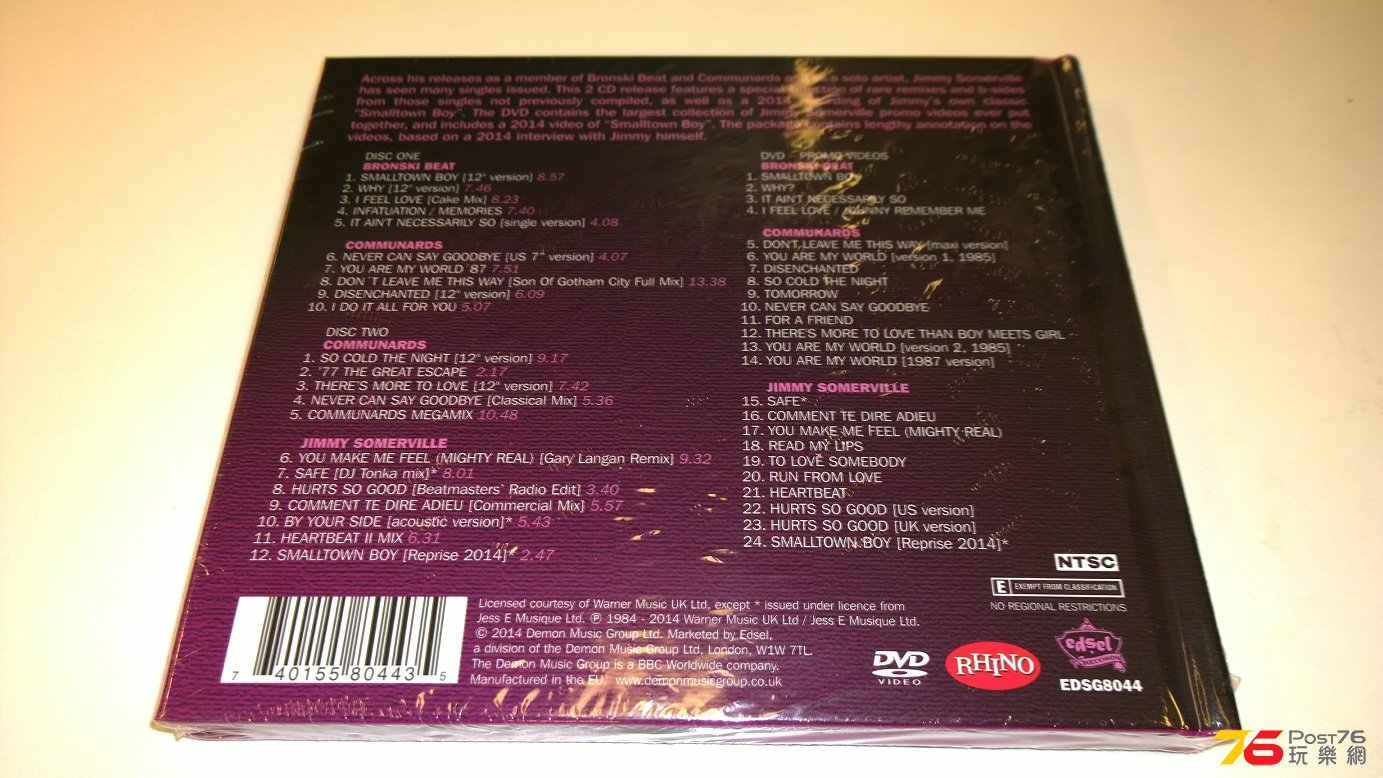 Across his releases as a member of Bronski Beat and Communards a a solo artist, Jimmy Somerville
has seen many singles issued. This 2 CD release features a special ction of rare remixes and b-sides
from those singles not previously compiled, as well as a 2014 rding of Jimmy's own classic
"Smalltown Boy". The DVD contains the largest collection of Jimmy Somerville promo videos ever put
together, and includes a 2014 video of "Smalltown Boy". The package contains lengthy annotation on the
videos, based on a 2014 interview with Jimmy himself.
DISC ONE
BRONSKI BEAT
1. SMALLTOWN BOY [12" version] 8.57
2. WHY [12" version] 7.46
3. I FEEL LOVE [Cake Mix] 8.23
4. INFATUATION / MEMORIES 7.40
5. IT AIN'T NECESSARILY SO [single version] 4.08
COMMUNARDS
6. NEVER CAN SAY GOODBYE [US 7" version] 4.07
7. YOU ARE MY WORLD '87 7.51
8. DON'T LEAVE ME THIS WAY [Son Of Gotham City Full Mix] 13.38
9. DISENCHANTED [12" version] 6.09
10. I DO IT ALL FOR YOU 5.07
DISC TWO
COMMUNARDS
1. SO COLD THE NIGHT [12" version] 9.17
2. '77 THE GREAT ESCAPE 2.17
3. THERE'S MORE TO LOVE [12" version] 7.42
4. NEVER CAN SAY GOODBYE [Classical Mix] 5.36
5. COMMUNARDS MEGAMIX 10.48
JIMMY SOMERVILLE
6. YOU MAKE ME FEEL (MIGHTY REAL) [Gary Langan Remix] 9.32
7. SAFE [DJ Tonka mix]* 8.01
8. HURTS SO GOOD [Beatmasters' Radio Edit] 3.40
9. COMMENT TE DIRE ADIEU [Commercial Mix] 5.57
10. BY YOUR SIDE [acoustic version]* 5.43
11. HEARTBEAT II MIX 6.31
12. SMALLTOWN BOY [Reprise 2014]* 2.47
DVD – PROMO VIDEOS
BRONSKI BEAT
1. SMALLTOWN BOY
2. WHY?
3. IT AIN'T NECESSARILY SO
4. I FEEL LOVE / JOHNNY REMEMBER ME
COMMUNARDS
5. DON'T LEAVE ME THIS WAY [maxi version]
6. YOU ARE MY WORLD [version 1, 1985]
7. DISENCHANTED
8. SO COLD THE NIGHT
9. TOMORROW
10. NEVER CAN SAY GOODBYE
11. FOR A FRIEND
12. THERE'S MORE TO LOVE THAN BOY MEETS GIRL
13. YOU ARE MY WORLD [version 2, 1985]
14. YOU ARE MY WORLD [1987 version]
JIMMY SOMERVILLE
15. SAFE*
16. COMMENT TE DIRE ADIEU
17. YOU MAKE ME FEEL (MIGHTY REAL)
18. READ MY LIPS
19. TO LOVE SOMEBODY
20. RUN FROM LOVE
21. HEARTBEAT
22. HURTS SO GOOD [US version]
23. HURTS SO GOOD [UK version]
24. SMALLTOWN BOY [Reprise 2014]*
NTSC
E EXEMPT FROM CLASSIFICATION
NO REGIONAL RESTRICTIONS
Licensed courtesy of Warner Music UK Ltd, except * issued under licence from
Jess E Musique Ltd. ℗ 1984 - 2014 Warner Music UK Ltd / Jess E Musique Ltd.
© 2014 Demon Music Group Ltd. Marketed by Edsel,
a division of the Demon Music Group Ltd, London, W1W 7TL.
The Demon Music Group is a BBC Worldwide company.
Manufactured in the EU. www.demonmusicgroup.co.uk
7 40155 80443 5
DVD
VIDEO
RHINO
edsel
EDSG8044
76 POST76
玩樂網